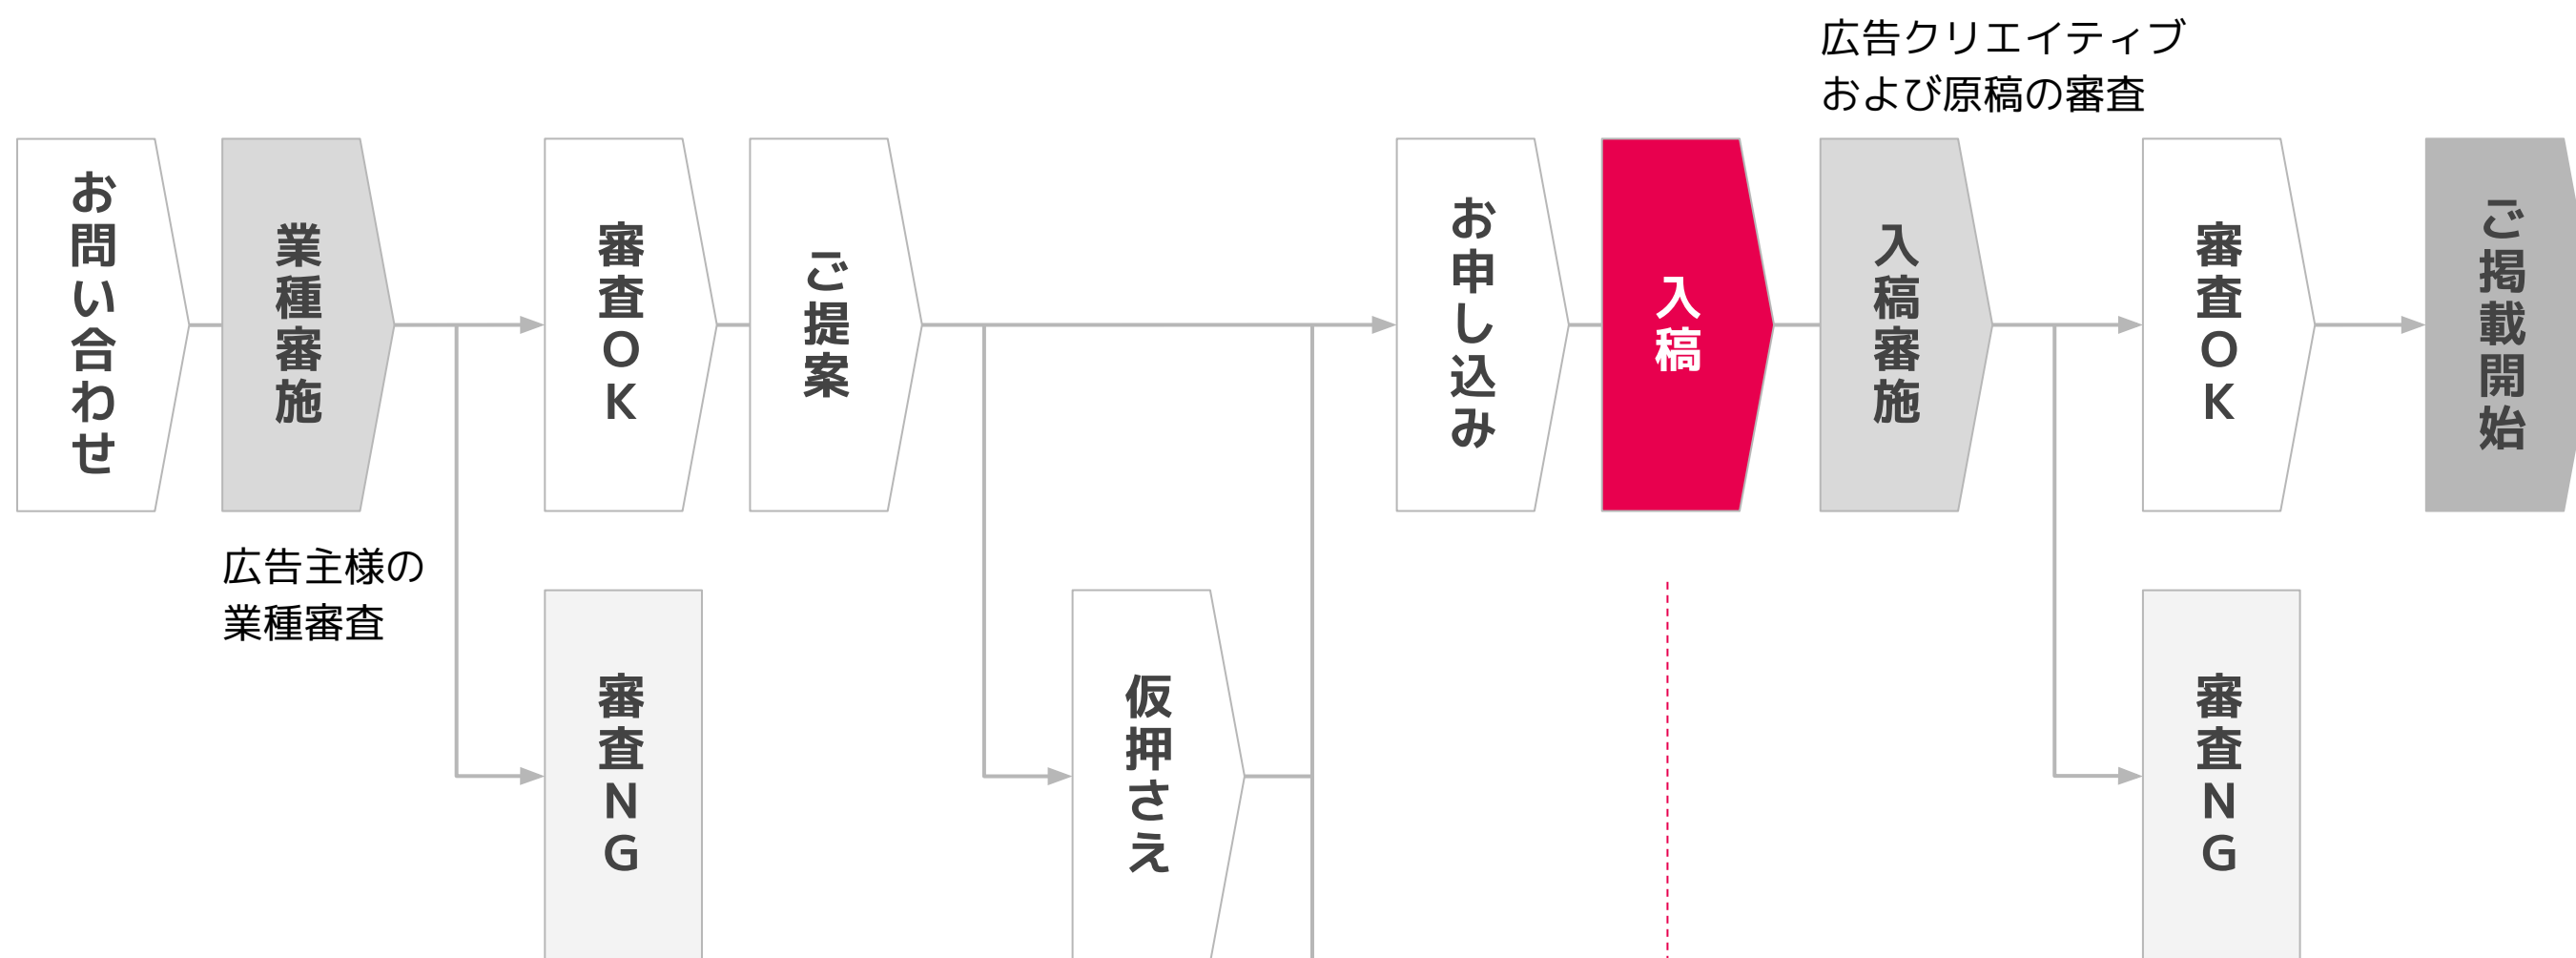 広告クリエイティブ
および原稿の審査
お問い合わせ
業種審施
審査OK
ご提案
お申し込み
入稿
入稿審施
審査OK
ご掲載開始
広告主様の
業種審査
審査NG
仮押さえ
審査NG